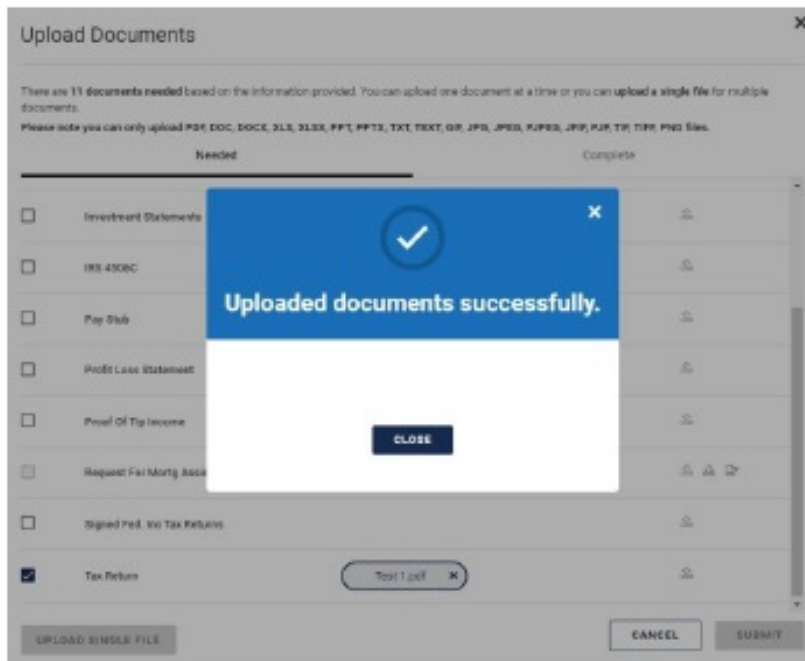 Upload Documents
There are 11 documents needed based on the information provided. You can upload one document at a time or you can upload a single file for multiple
documents.
Please note you can only upload PDF, DOC, DOCX, XLS, XLSX, PPT, PPTX, TXT, TEXT, GIF, JPG, JPEG, PJPEG, JFIF, PJP, TIF, TIFF, PNG files.
Needed Complete
Investment Statements
IRS 4506C
Pay Stub
Profit Loss Statement
Proof Of Tip Income
Request For Mortg Assi
Signed Fed. Inc Tax Returns
Tax Return Test 1.pdf
Uploaded documents successfully.
CLOSE
UPLOAD SINGLE FILE CANCEL SUBMIT